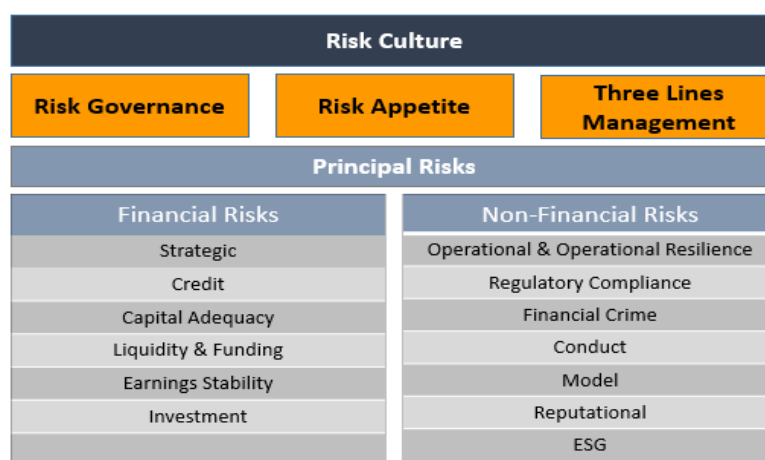 Risk Culture
Risk Governance
Risk Appetite
Three Lines
Management
Principal Risks
Financial Risks
Strategic
Credit
Capital Adequacy
Liquidity & Funding
Earnings Stability
Investment
Non-Financial Risks
Operational & Operational Resilience
Regulatory Compliance
Financial Crime
Conduct
Model
Reputational
ESG